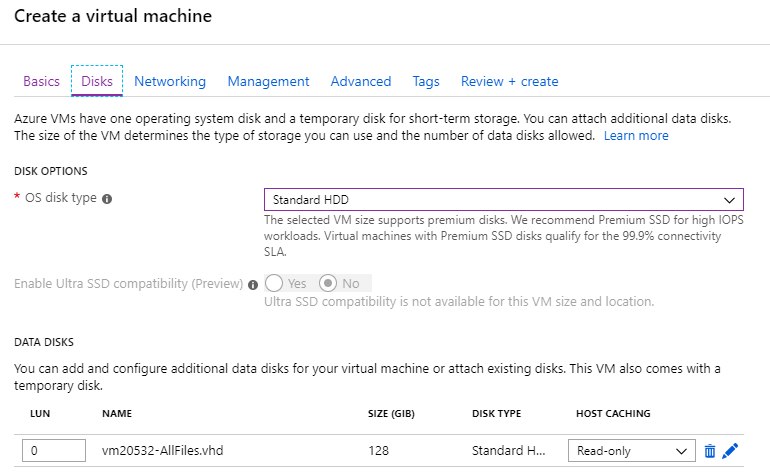 Create a virtual machine
Basics Disks Networking Management Advanced Tags Review + create
Azure VMs have one operating system disk and a temporary disk for short-term storage. You can attach additional data disks.
The size of the VM determines the type of storage you can use and the number of data disks allowed. Learn more
DISK OPTIONS
* OS disk type
Standard HDD
The selected VM size supports premium disks. We recommend Premium SSD for high IOPS
workloads. Virtual machines with Premium SSD disks qualify for the 99.9% connectivity
SLA.
Enable Ultra SSD compatibility (Preview) Yes No
Ultra SSD compatibility is not available for this VM size and location.
DATA DISKS
You can add and configure additional data disks for your virtual machine or attach existing disks. This VM also comes with a
temporary disk.
LUN NAME SIZE (GIB) DISK TYPE HOST CACHING
0 vm20532-AllFiles.vhd 128 Standard H... Read-only